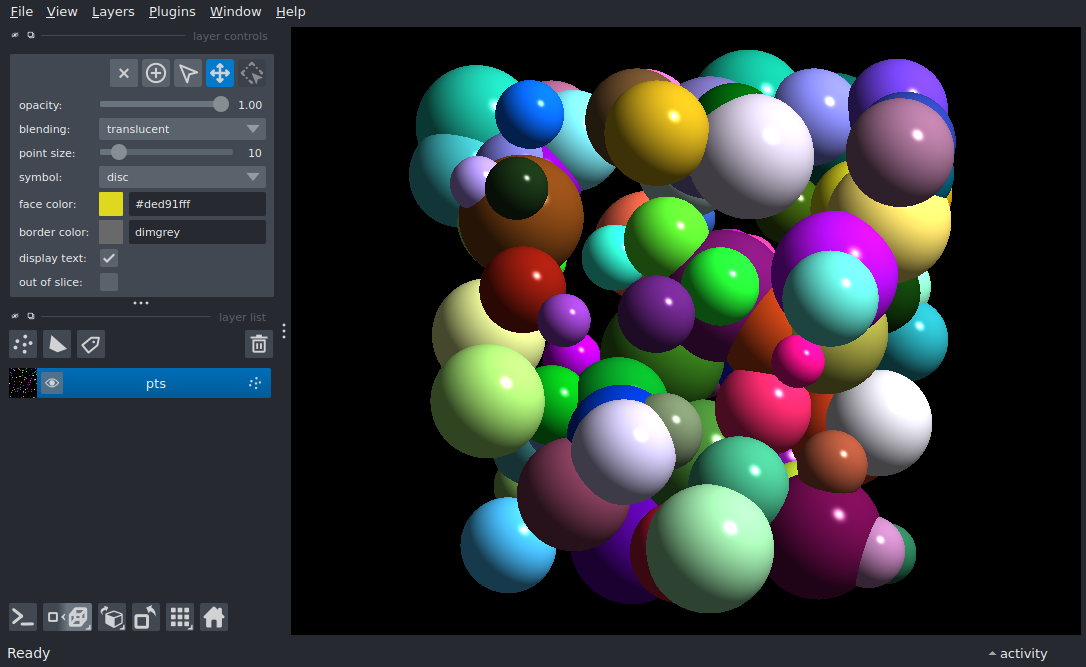 File View Layers Plugins Window Help
layer controls
opacity: 1.00
blending: translucent
point size: 10
symbol: disc
face color: #ded91fff
border color: dimgrey
display text:
out of slice:
layer list
pts
Ready
activity